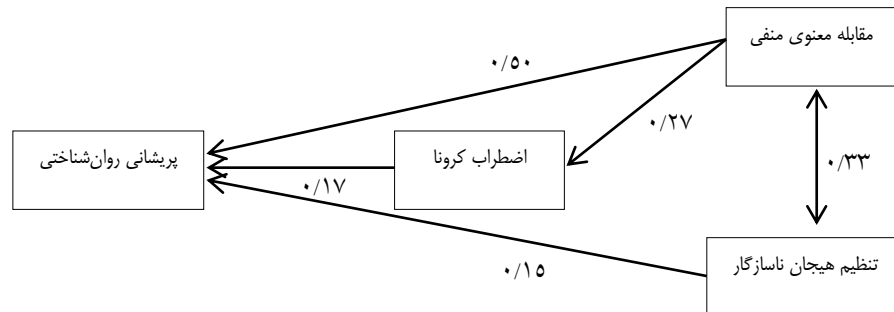 مقابله معنوی منفی
۰/۵۰
۰/۲۷
پریشانی روان‌شناختی
اضطراب کرونا
۰/۳۳
۰/۱۷
تنظیم هیجان ناسازگار
۰/۱۵